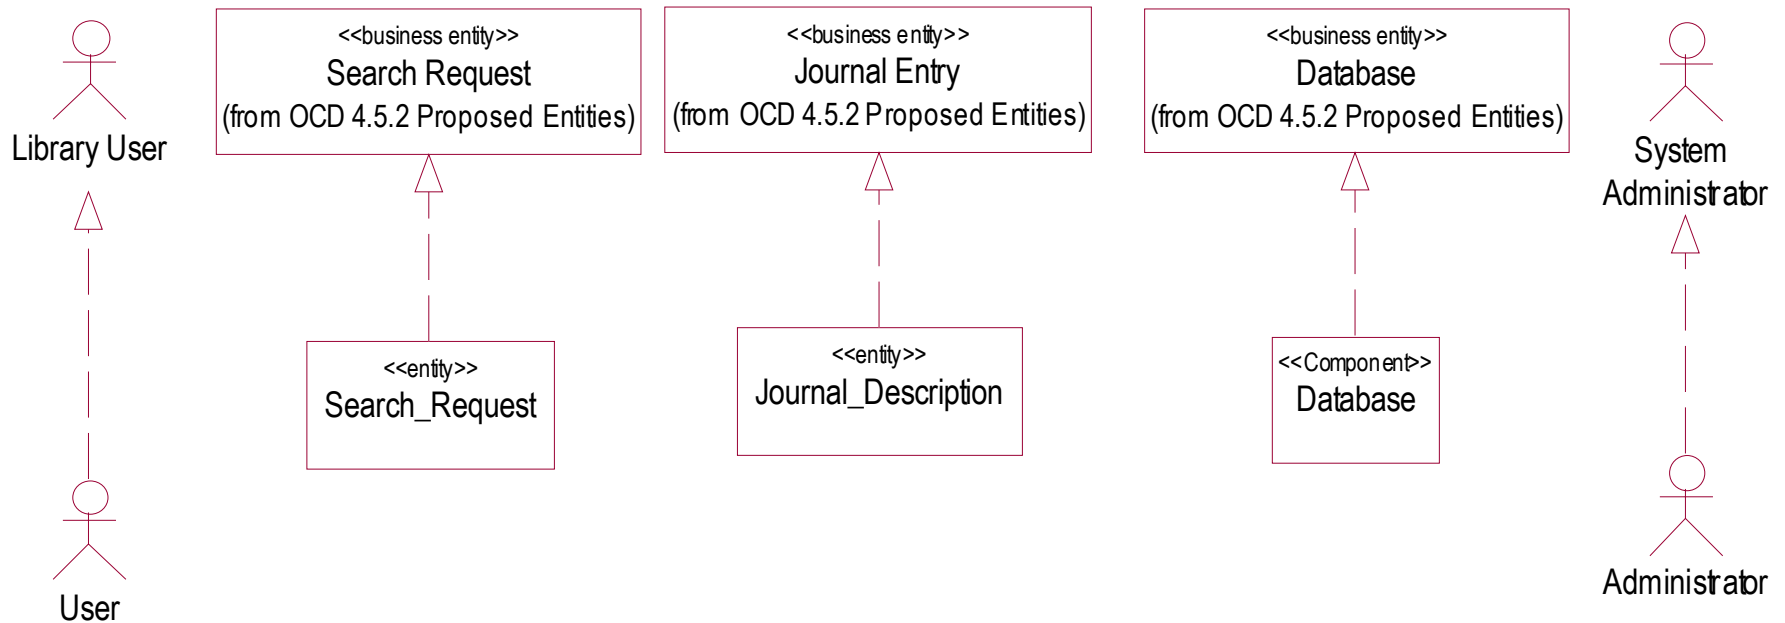 Library User
<<business entity>>
Search Request
(from OCD 4.5.2 Proposed Entities)
<<business entity>>
Journal Entry
(from OCD 4.5.2 Proposed Entities)
<<business entity>>
Database
(from OCD 4.5.2 Proposed Entities)
System
Administrator
<<entity>>
Search_Request
<<entity>>
Journal_Description
<<Component>>
Database
User
Administrator